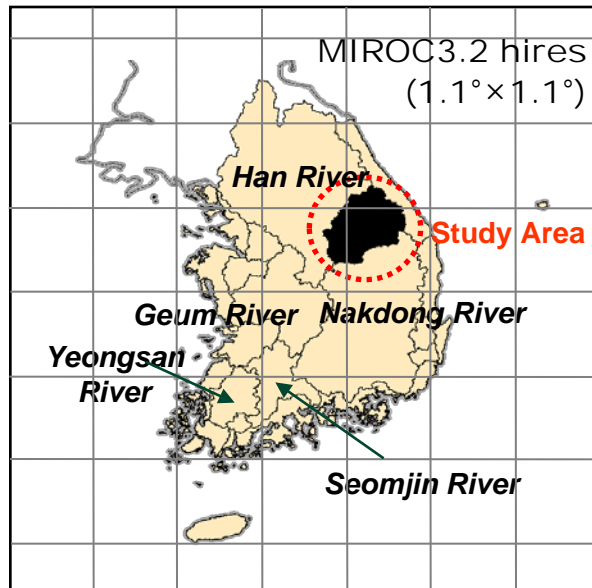 MIROC3.2 hires
(1.1°×1.1°)
Han River
Study Area
Geum River
Nakdong River
Yeongsan
River
Seomjin River